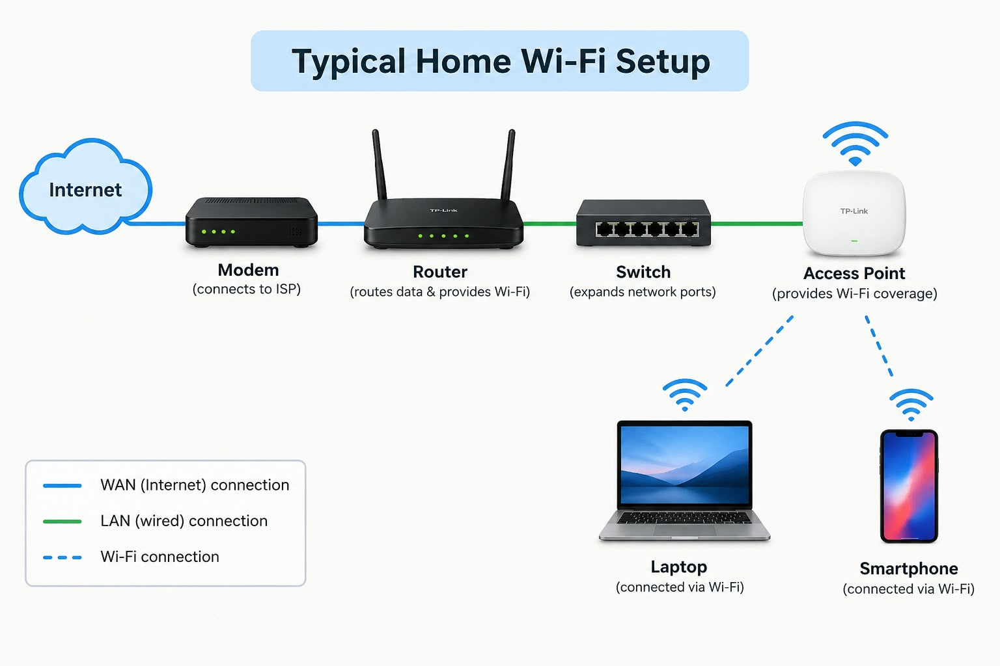 Typical Home Wi-Fi Setup
Internet
TP-Link
TP-Link
Modem
(connects to ISP)
Router
(routes data & provides Wi-Fi)
Switch
(expands network ports)
Access Point
(provides Wi-Fi coverage)
WAN (Internet) connection
LAN (wired) connection
Wi-Fi connection
Laptop
(connected via Wi-Fi)
Smartphone
(connected via Wi-Fi)